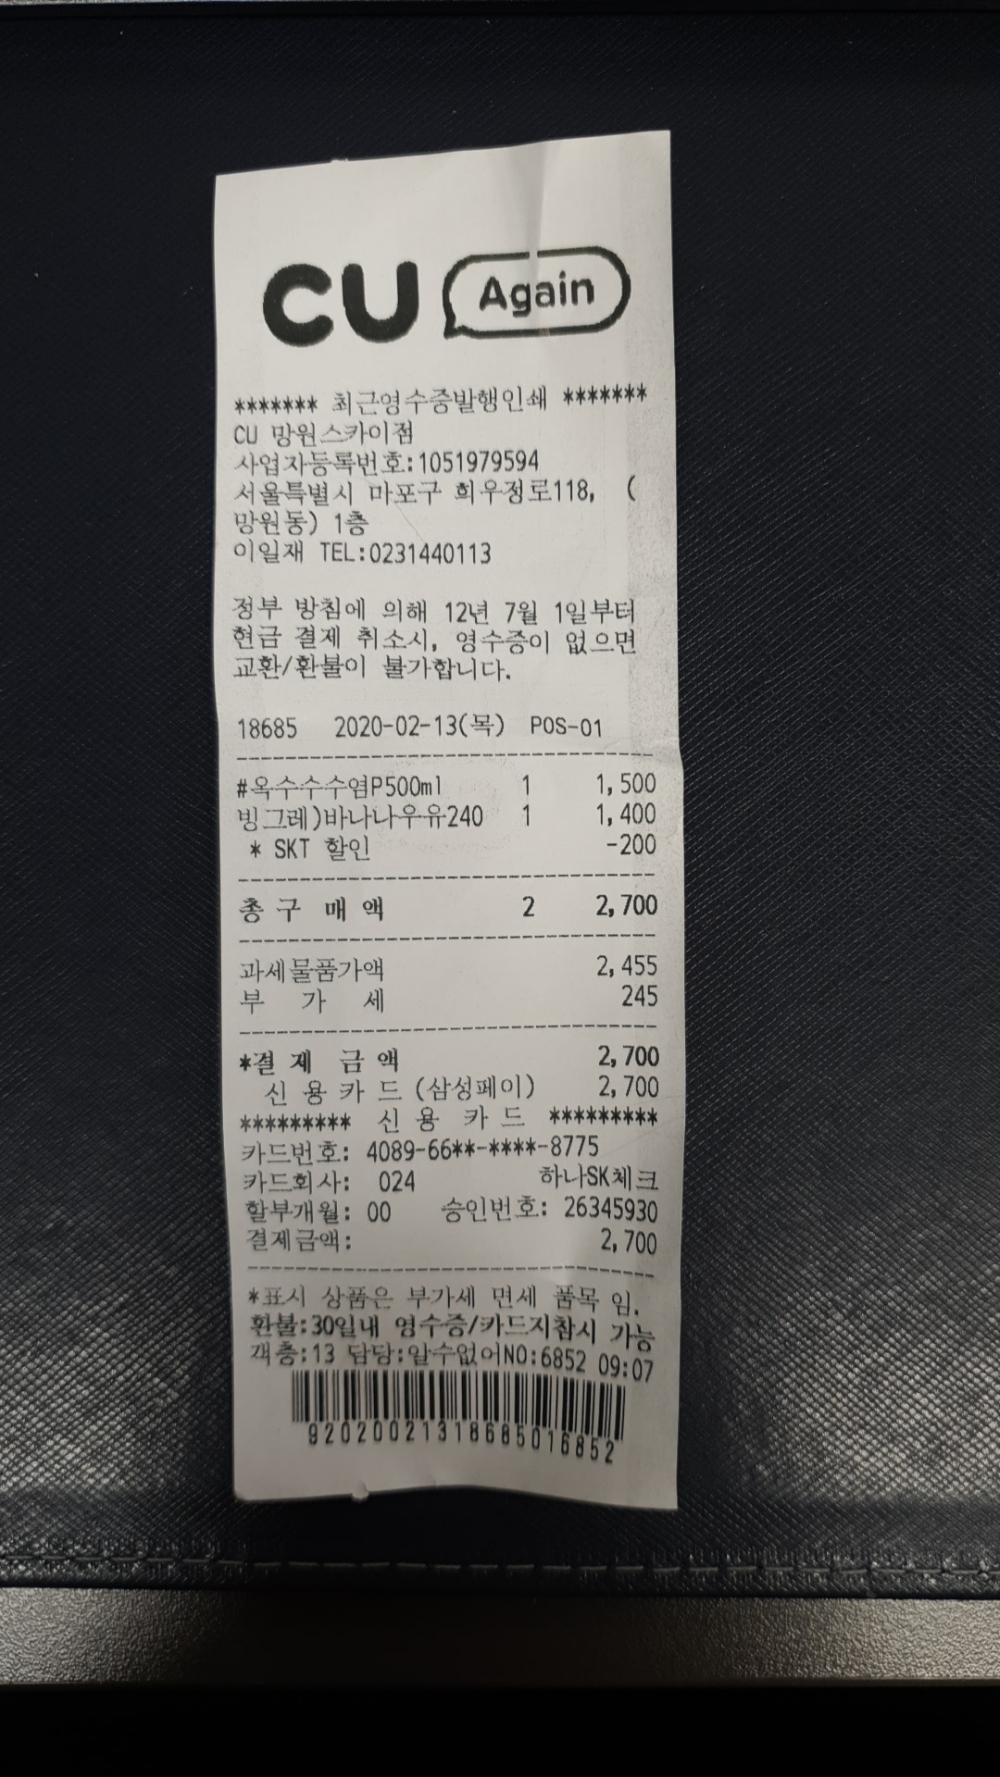 CU Again
******* 최근영수증발행인쇄 *******
CU 망원스카이점
사업자등록번호:1051979594
서울특별시 마포구 희우정로118, (
망원동) 1층
이일재 TEL:0231440113
정부 방침에 의해 12년 7월 1일부터
현금 결제 취소시, 영수증이 없으면
교환/환불이 불가합니다.
18685 2020-02-13(목) POS-01
#옥수수수염P500ml 1 1,500
빙그레)바나나우유240 1 1,400
* SKT 할인 -200
총 구 매 액 2 2,700
과세물품가액 2,455
부 가 세 245
*결 제 금 액 2,700
신 용 카 드 (삼성페이) 2,700
********* 신 용 카 드 *********
카드번호: 4089-66**-****-8775
카드회사: 024 하나SK체크
할부개월: 00 승인번호: 26345930
결제금액: 2,700
*표시 상품은 부가세 면세 품목 임.
환불:30일내 영수증/카드지참시 가능
객층:13 담당:알수없어NO:6852 09:07
92020021318685016852